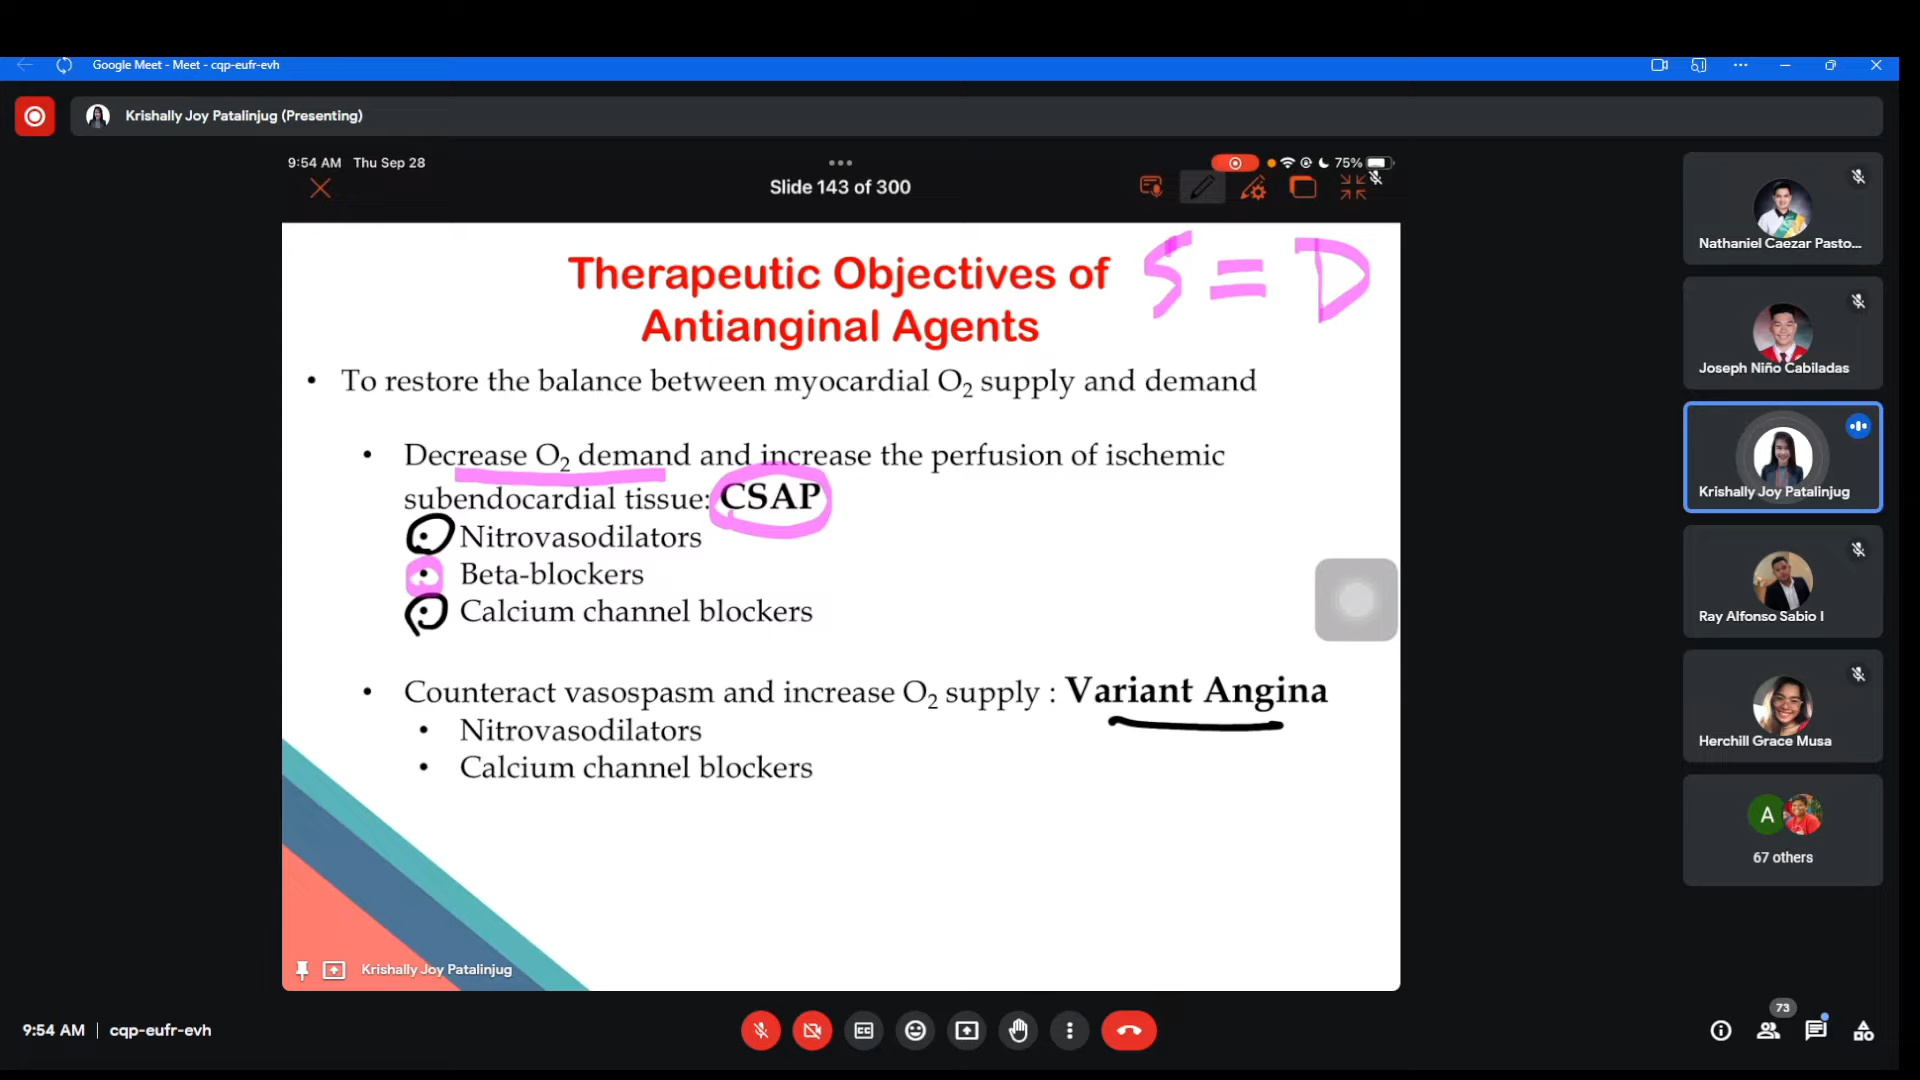 Google Meet - Meet - cqp-eufr-evh
Krishally Joy Patalinjug (Presenting)
9:54 AM Thu Sep 28
75%
Slide 143 of 300
Therapeutic Objectives of
Antianginal Agents
S = D
• To restore the balance between myocardial O₂ supply and demand
• Decrease O₂ demand and increase the perfusion of ischemic
subendocardial tissue: CSAP
• Nitrovasodilators
• Beta-blockers
• Calcium channel blockers
• Counteract vasospasm and increase O₂ supply : Variant Angina
• Nitrovasodilators
• Calcium channel blockers
Krishally Joy Patalinjug
Nathaniel Caezar Pasto...
Joseph Niño Cabiladas
Krishally Joy Patalinjug
Ray Alfonso Sabio I
Herchill Grace Musa
A
67 others
9:54 AM | cqp-eufr-evh
73